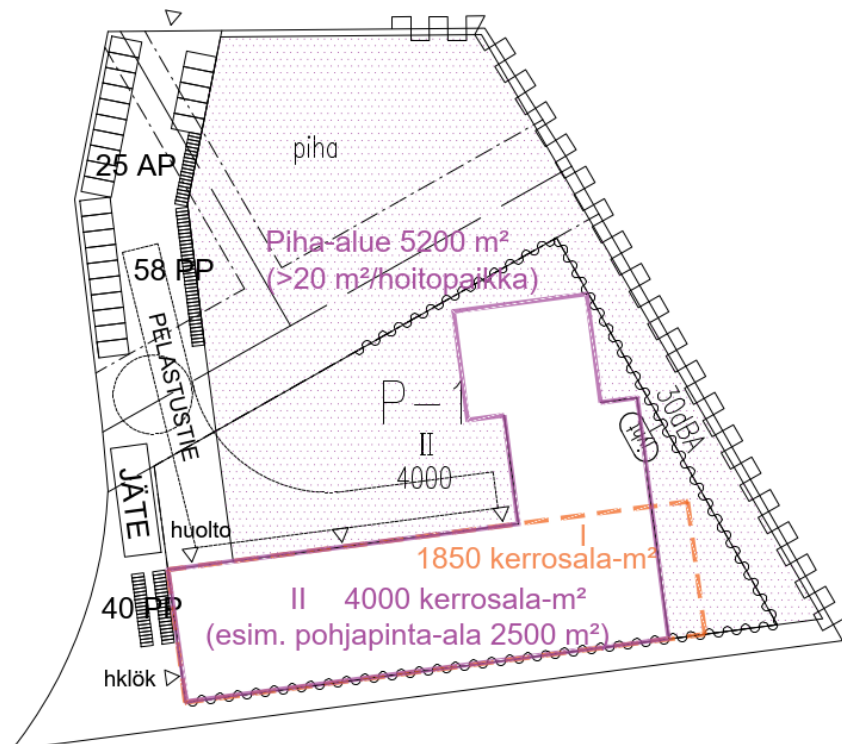 piha
25 AP
Piha-alue 5200 m²
(>20 m²/hoitopaikka)
58 PP
PELASTUSTIE
P-1
II
4000
30dBA
yht
JÄTE
huolto
1850 kerrosala-m²
40 PP
II 4000 kerrosala-m²
(esim. pohjapinta-ala 2500 m²)
hklök